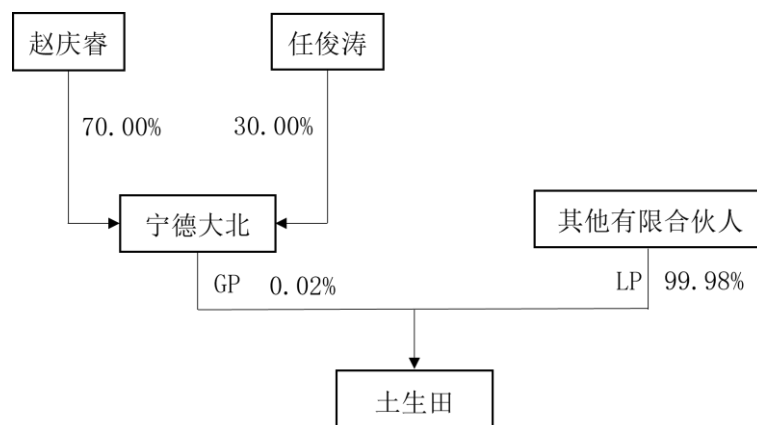 赵庆睿
任俊涛
70.00%
30.00%
宁德大北
其他有限合伙人
GP 0.02%
LP 99.98%
土生田